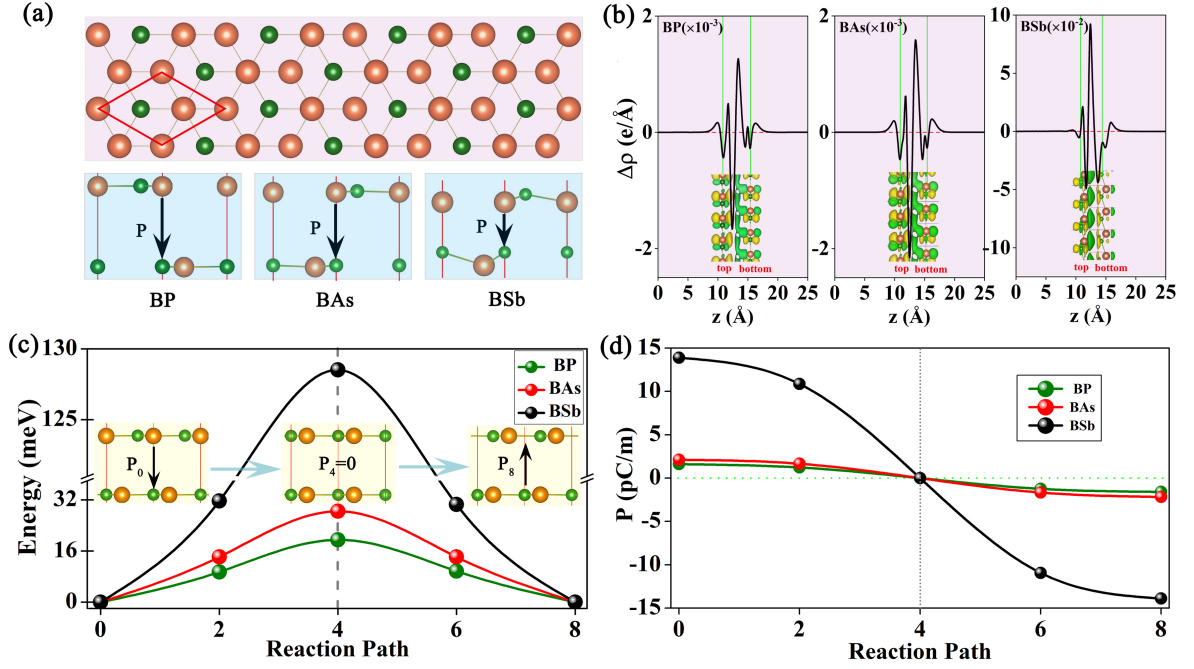 (a)
P
P
P
BP
BAs
BSb
(b)
BP(×10⁻³)
BAs(×10⁻³)
BSb(×10⁻²)
Δρ (e/Å)
2
0
-2
2
0
-2
10
5
0
-5
-10
top bottom
top bottom
top bottom
0 5 10 15 20 25
0 5 10 15 20 25
0 5 10 15 20 25
z (Å)
z (Å)
z (Å)
(c)
Energy (meV)
130
125
32
16
0
BP
BAs
BSb
P₀
P₄=0
P₈
0 2 4 6 8
Reaction Path
(d)
P (pC/m)
15
10
5
0
-5
-10
-15
BP
BAs
BSb
0 2 4 6 8
Reaction Path